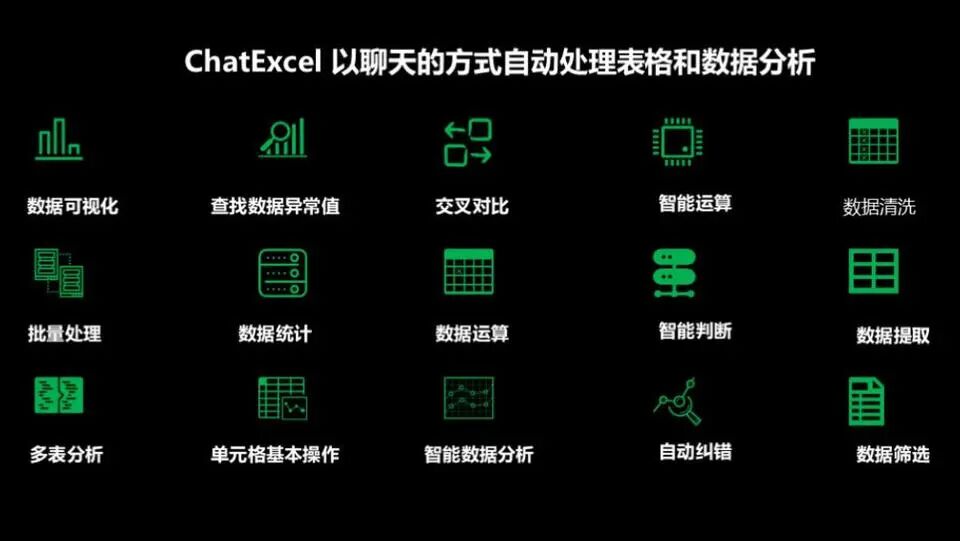 ChatExcel 以聊天的方式自动处理表格和数据分析
数据可视化
查找数据异常值
交叉对比
智能运算
数据清洗
批量处理
数据统计
数据运算
智能判断
数据提取
多表分析
单元格基本操作
智能数据分析
自动纠错
数据筛选